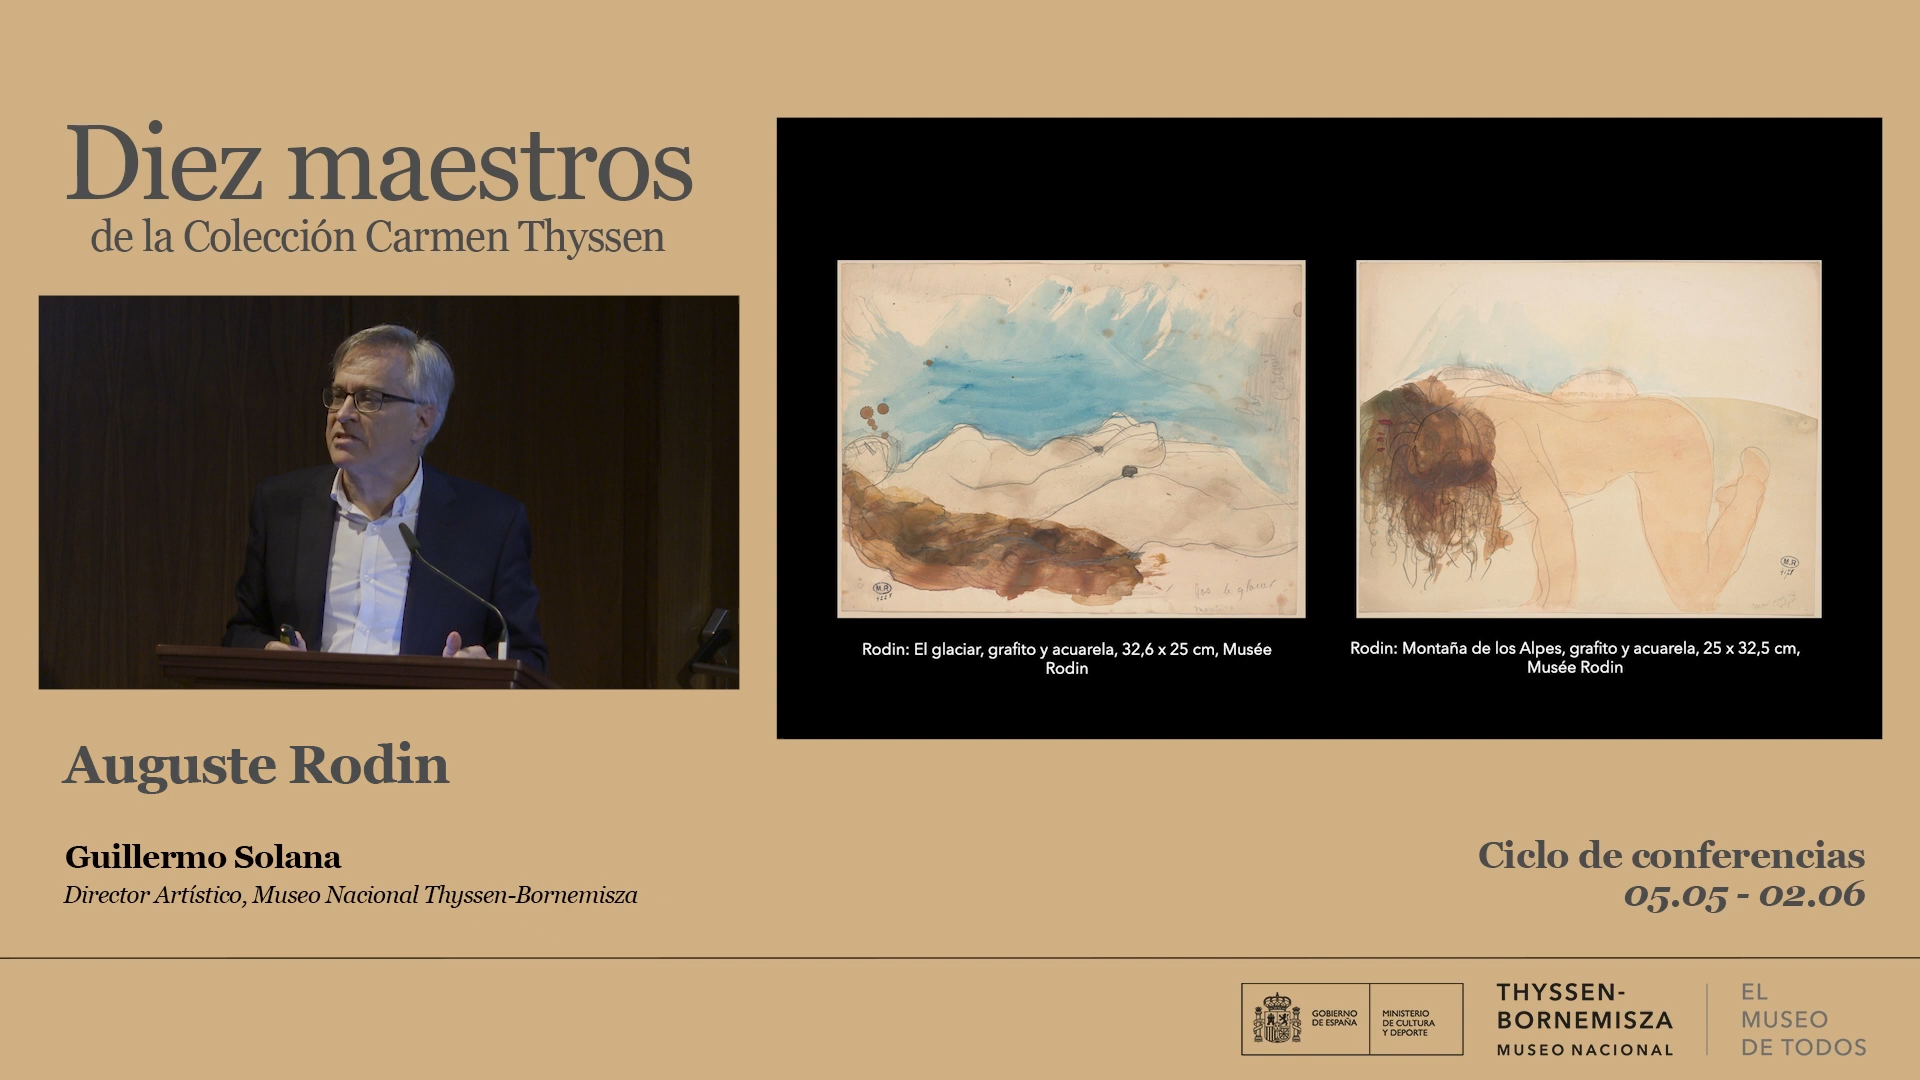 Diez maestros
de la Colección Carmen Thyssen
Rodin: El glaciar, grafito y acuarela, 32,6 x 25 cm, Musée
Rodin
Rodin: Montaña de los Alpes, grafito y acuarela, 25 x 32,5 cm,
Musée Rodin
M.R
M.R
Auguste Rodin
Guillermo Solana
Director Artístico, Museo Nacional Thyssen-Bornemisza
Ciclo de conferencias
05.05 - 02.06
GOBIERNO
DE ESPAÑA
MINISTERIO
DE CULTURA
Y DEPORTE
THYSSEN-
BORNEMISZA
MUSEO NACIONAL
EL
MUSEO
DE TODOS